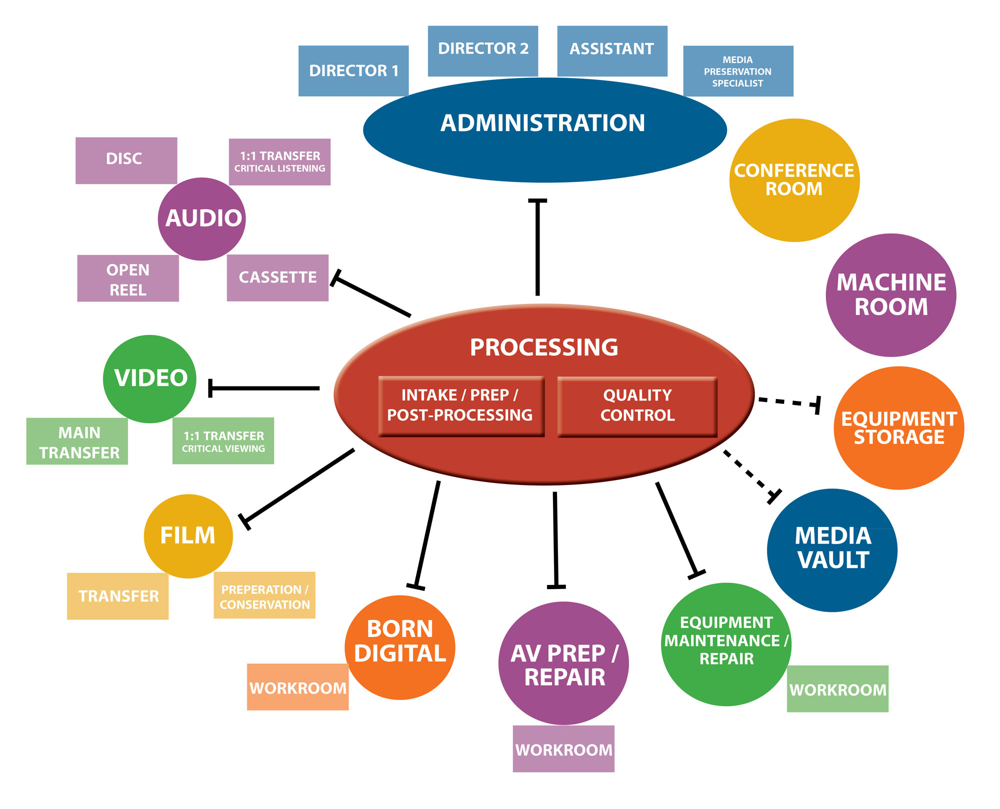 DIRECTOR 1
DIRECTOR 2
ASSISTANT
MEDIA
PRESERVATION
SPECIALIST
ADMINISTRATION
CONFERENCE
ROOM
DISC
1:1 TRANSFER
CRITICAL LISTENING
AUDIO
OPEN
REEL
CASSETTE
MACHINE
ROOM
PROCESSING
INTAKE / PREP /
POST-PROCESSING
QUALITY
CONTROL
VIDEO
MAIN
TRANSFER
1:1 TRANSFER
CRITICAL VIEWING
EQUIPMENT
STORAGE
FILM
TRANSFER
PREPERATION /
CONSERVATION
MEDIA
VAULT
BORN
DIGITAL
WORKROOM
AV PREP /
REPAIR
WORKROOM
EQUIPMENT
MAINTENANCE /
REPAIR
WORKROOM